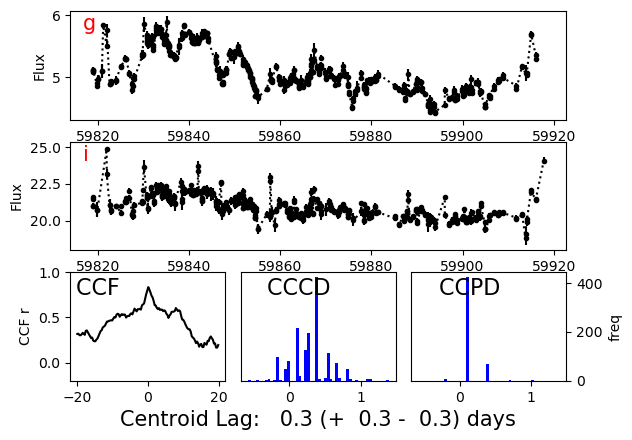 g
6
5
Flux
59820 59840 59860 59880 59900 59920
i
25.0
22.5
20.0
Flux
59820 59840 59860 59880 59900 59920
CCF CCCD CCPD
1.0
0.5
0.0
CCF r
400
200
0
freq
−20 0 20 0 1 0 1
Centroid Lag: 0.3 (+ 0.3 - 0.3) days